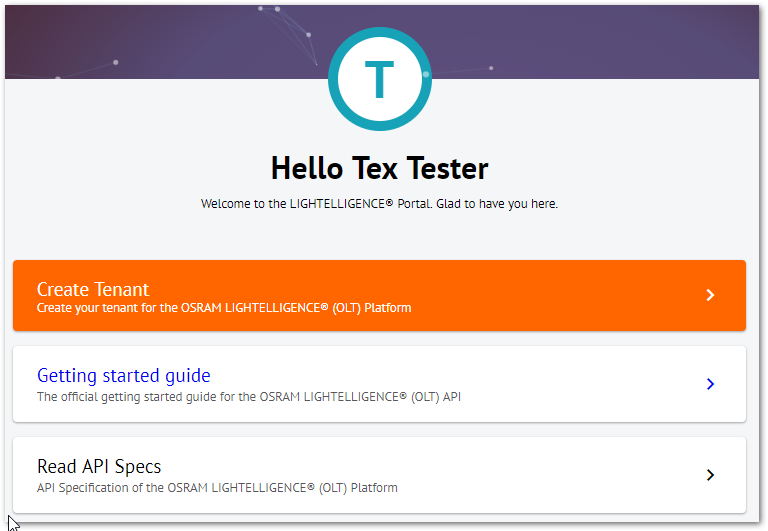 T
Hello Tex Tester
Welcome to the LIGHTELLIGENCE® Portal. Glad to have you here.
Create Tenant
Create your tenant for the OSRAM LIGHTELLIGENCE® (OLT) Platform
Getting started guide
The official getting started guide for the OSRAM LIGHTELLIGENCE® (OLT) API
Read API Specs
API Specification of the OSRAM LIGHTELLIGENCE® (OLT) Platform